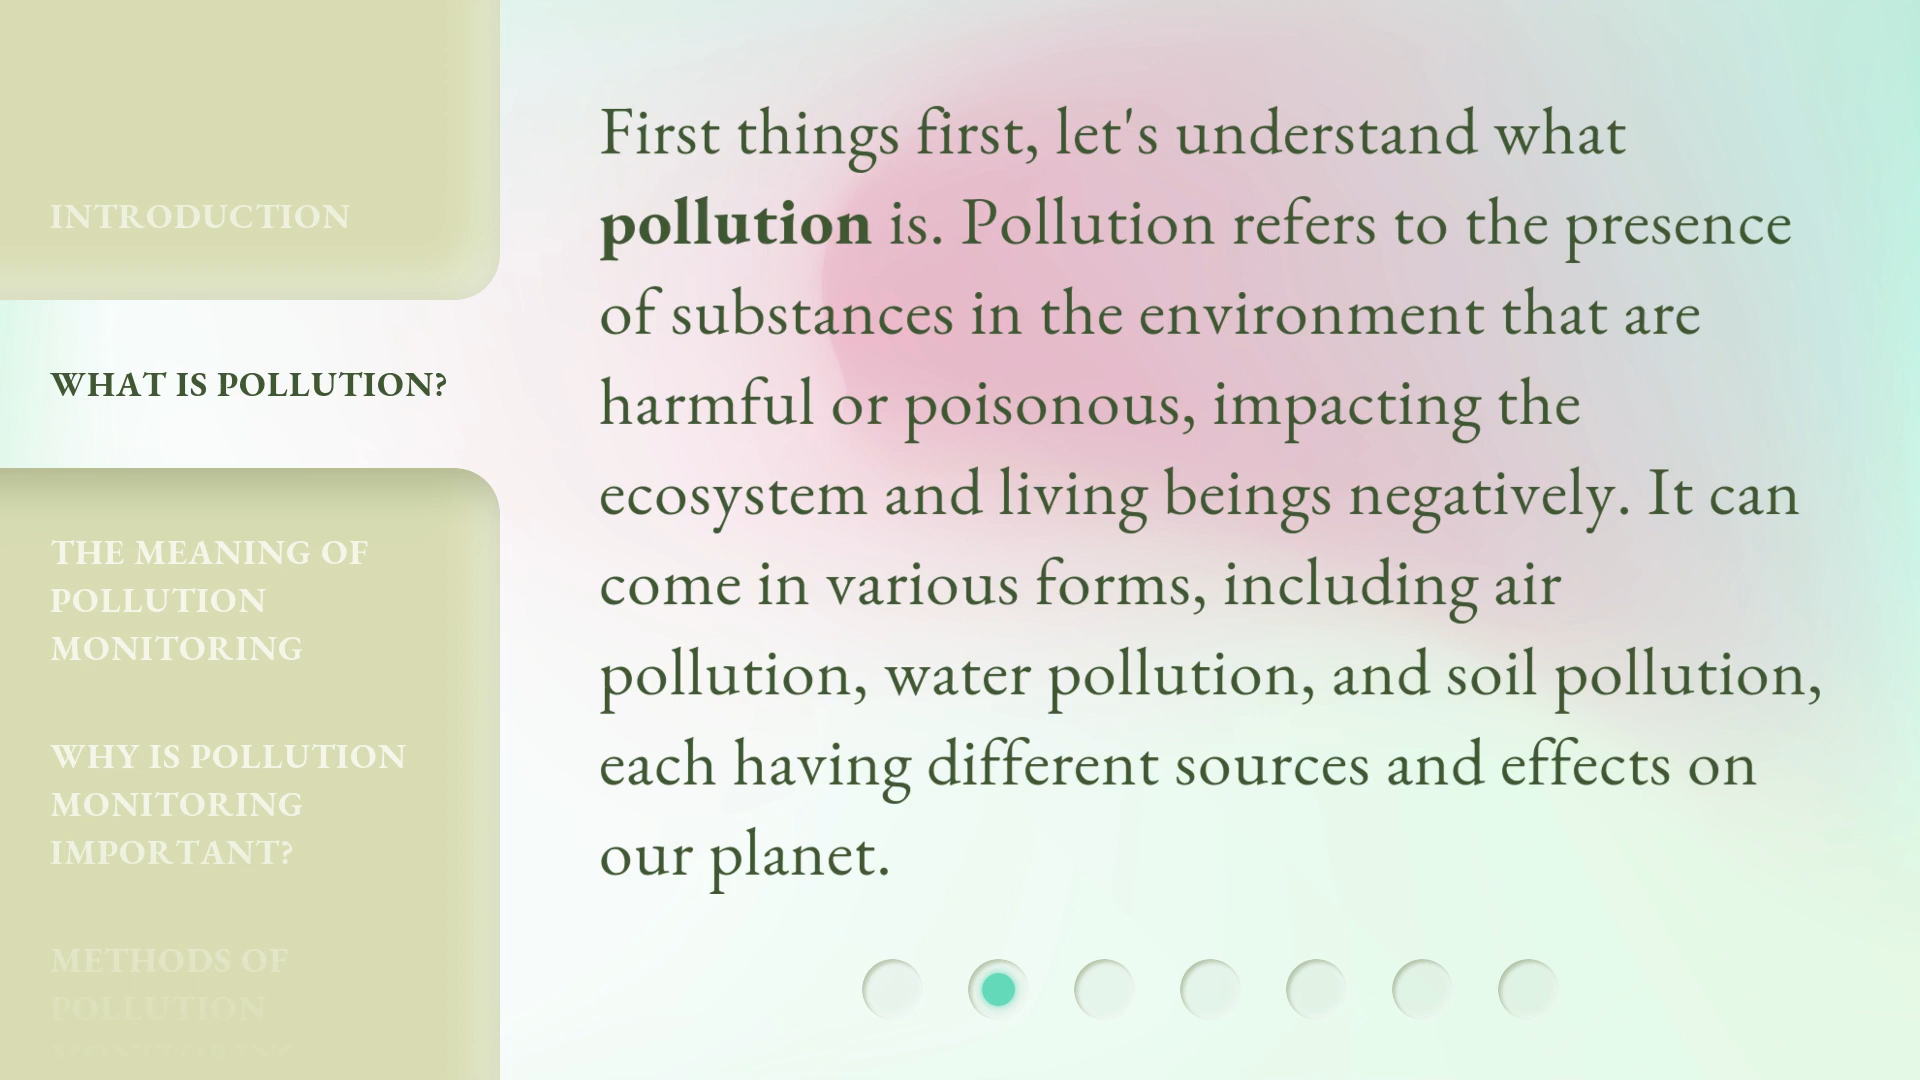 INTRODUCTION
WHAT IS POLLUTION?
THE MEANING OF
POLLUTION
MONITORING
WHY IS POLLUTION
MONITORING
IMPORTANT?
METHODS OF
POLLUTION
MONITORING
First things first, let's understand what
pollution is. Pollution refers to the presence
of substances in the environment that are
harmful or poisonous, impacting the
ecosystem and living beings negatively. It can
come in various forms, including air
pollution, water pollution, and soil pollution,
each having different sources and effects on
our planet.